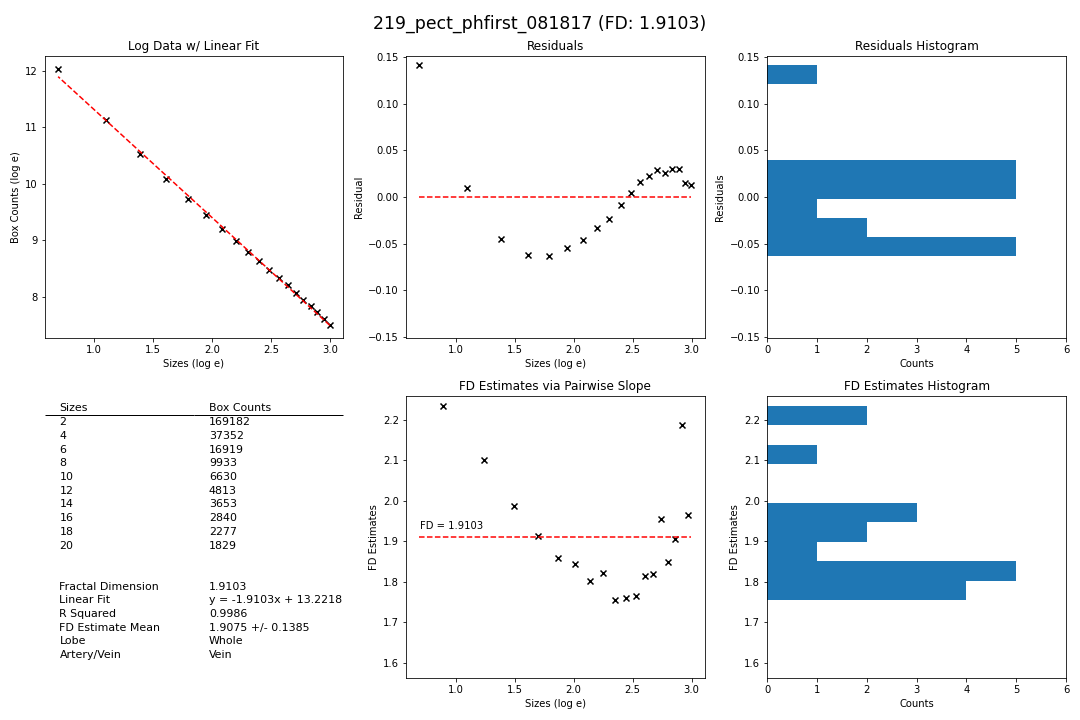 219_pect_phfirst_081817 (FD: 1.9103)
Log Data w/ Linear Fit
12
11
10
9
8
Box Counts (log e)
1.0 1.5 2.0 2.5 3.0
Sizes (log e)
Residuals
0.15
0.10
0.05
0.00
−0.05
−0.10
−0.15
Residual
1.0 1.5 2.0 2.5 3.0
Sizes (log e)
Residuals Histogram
0.15
0.10
0.05
0.00
−0.05
−0.10
−0.15
Residuals
0 1 2 3 4 5 6
Counts
Sizes Box Counts
2 169182
4 37352
6 16919
8 9933
10 6630
12 4813
14 3653
16 2840
18 2277
20 1829
Fractal Dimension 1.9103
Linear Fit y = -1.9103x + 13.2218
R Squared 0.9986
FD Estimate Mean 1.9075 +/- 0.1385
Lobe Whole
Artery/Vein Vein
FD Estimates via Pairwise Slope
2.2
2.1
2.0
1.9
1.8
1.7
1.6
FD Estimates
FD = 1.9103
1.0 1.5 2.0 2.5 3.0
Sizes (log e)
FD Estimates Histogram
2.2
2.1
2.0
1.9
1.8
1.7
1.6
FD Estimates
0 1 2 3 4 5 6
Counts